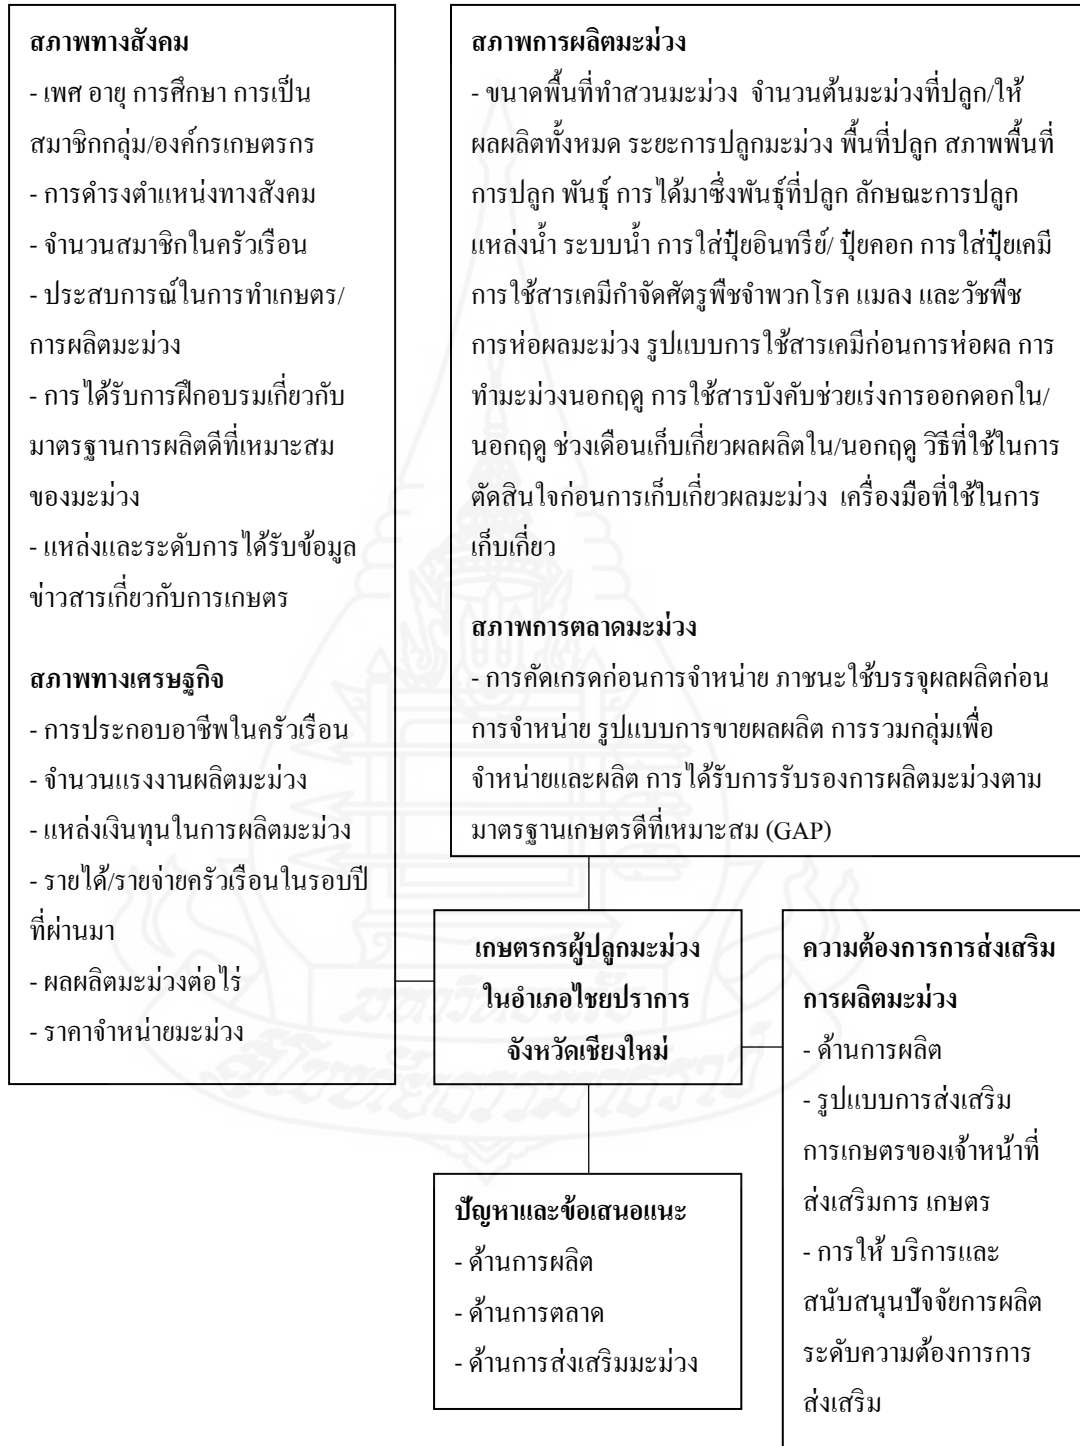 สภาพทางสังคม
- เพศ อายุ การศึกษา การเป็น
สมาชิกกลุ่ม/องค์กรเกษตรกร
- การดำรงตำแหน่งทางสังคม
- จำนวนสมาชิกในครัวเรือน
- ประสบการณ์ในการทำเกษตร/
การผลิตมะม่วง
- การได้รับการฝึกอบรมเกี่ยวกับ
มาตรฐานการผลิตดีที่เหมาะสม
ของมะม่วง
- แหล่งและระดับการได้รับข้อมูล
ข่าวสารเกี่ยวกับการเกษตร
สภาพทางเศรษฐกิจ
- การประกอบอาชีพในครัวเรือน
- จำนวนแรงงานผลิตมะม่วง
- แหล่งเงินทุนในการผลิตมะม่วง
- รายได้/รายจ่ายครัวเรือนในรอบปี
ที่ผ่านมา
- ผลผลิตมะม่วงต่อไร่
- ราคาจำหน่ายมะม่วง
สภาพการผลิตมะม่วง
- ขนาดพื้นที่ทำสวนมะม่วง จำนวนต้นมะม่วงที่ปลูก/ให้
ผลผลิตทั้งหมด ระยะการปลูกมะม่วง พื้นที่ปลูก สภาพพื้นที่
การปลูก พันธุ์ การได้มาซึ่งพันธุ์ที่ปลูก ลักษณะการปลูก
แหล่งน้ำ ระบบน้ำ การใส่ปุ๋ยอินทรีย์/ ปุ๋ยคอก การใส่ปุ๋ยเคมี
การใช้สารเคมีกำจัดศัตรูพืชจำพวกโรค แมลง และวัชพืช
การห่อผลมะม่วง รูปแบบการใช้สารเคมีก่อนการห่อผล การ
ทำมะม่วงนอกฤดู การใช้สารบังคับช่วยเร่งการออกดอกใน/
นอกฤดู ช่วงเดือนเก็บเกี่ยวผลผลิตใน/นอกฤดู วิธีที่ใช้ในการ
ตัดสินใจก่อนการเก็บเกี่ยวผลมะม่วง เครื่องมือที่ใช้ในการ
เก็บเกี่ยว
สภาพการตลาดมะม่วง
- การคัดเกรดก่อนการจำหน่าย ภาชนะใช้บรรจุผลผลิตก่อน
การจำหน่าย รูปแบบการขายผลผลิต การรวมกลุ่มเพื่อ
จำหน่ายและผลิต การได้รับการรับรองการผลิตมะม่วงตาม
มาตรฐานเกษตรดีที่เหมาะสม (GAP)
เกษตรกรผู้ปลูกมะม่วง
ในอำเภอไชยปราการ
จังหวัดเชียงใหม่
ความต้องการการส่งเสริม
การผลิตมะม่วง
- ด้านการผลิต
- รูปแบบการส่งเสริม
การเกษตรของเจ้าหน้าที่
ส่งเสริมการ เกษตร
- การให้ บริการและ
สนับสนุนปัจจัยการผลิต
ระดับความต้องการการ
ส่งเสริม
ปัญหาและข้อเสนอแนะ
- ด้านการผลิต
- ด้านการตลาด
- ด้านการส่งเสริมมะม่วง
มหาวิทยาลัย
สุโขทัยธรรมาธิราช